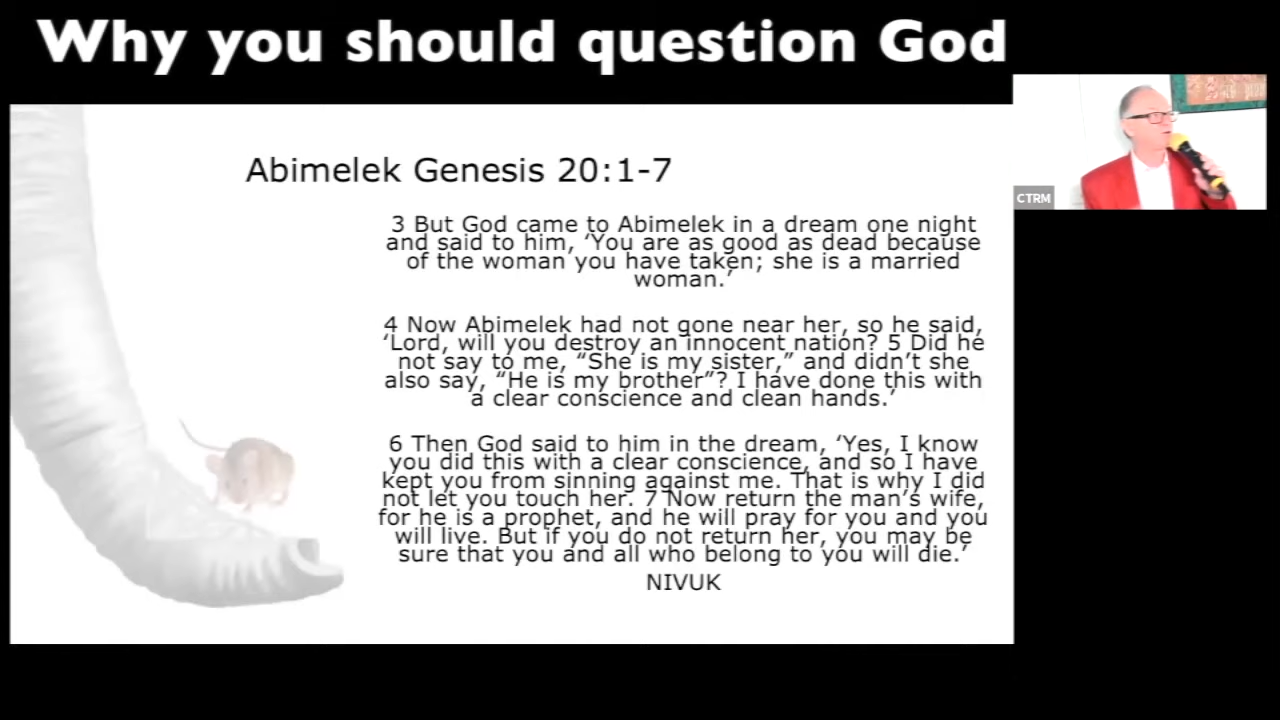 Why you should question God
CTRM
Abimelek Genesis 20:1-7
3 But God came to Abimelek in a dream one night
and said to him, ‘You are as good as dead because
of the woman you have taken; she is a married
woman.’
4 Now Abimelek had not gone near her, so he said,
‘Lord, will you destroy an innocent nation? 5 Did he
not say to me, “She is my sister,” and didn’t she
also say, “He is my brother”? I have done this with
a clear conscience and clean hands.’
6 Then God said to him in the dream, ‘Yes, I know
you did this with a clear conscience, and so I have
kept you from sinning against me. That is why I did
not let you touch her. 7 Now return the man’s wife,
for he is a prophet, and he will pray for you and you
will live. But if you do not return her, you may be
sure that you and all who belong to you will die.’
NIVUK